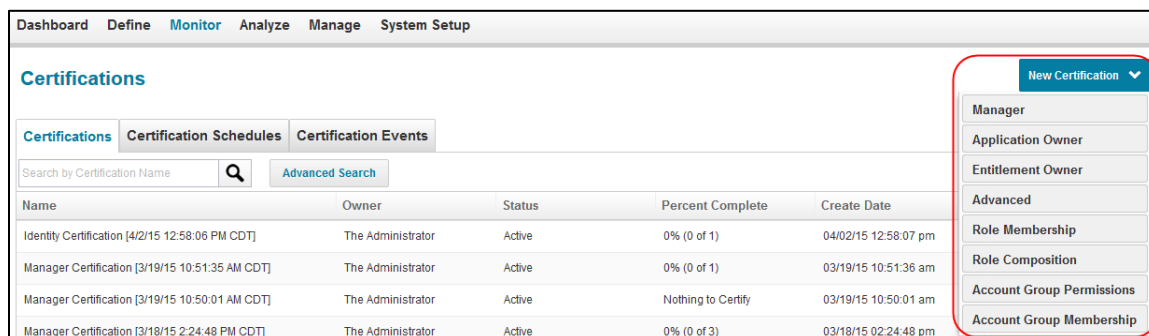 Dashboard Define Monitor Analyze Manage System Setup
Certifications
New Certification
Manager
Application Owner
Entitlement Owner
Advanced
Role Membership
Role Composition
Account Group Permissions
Account Group Membership
Certifications Certification Schedules Certification Events
Search by Certification Name Advanced Search
Name Owner Status Percent Complete Create Date
Identity Certification [4/2/15 12:58:06 PM CDT] The Administrator Active 0% (0 of 1) 04/02/15 12:58:07 pm
Manager Certification [3/19/15 10:51:35 AM CDT] The Administrator Active 0% (0 of 1) 03/19/15 10:51:36 am
Manager Certification [3/19/15 10:50:01 AM CDT] The Administrator Active Nothing to Certify 03/19/15 10:50:01 am
Manager Certification [3/18/15 2:24:48 PM CDT] The Administrator Active 0% (0 of 3) 03/18/15 02:24:48 pm